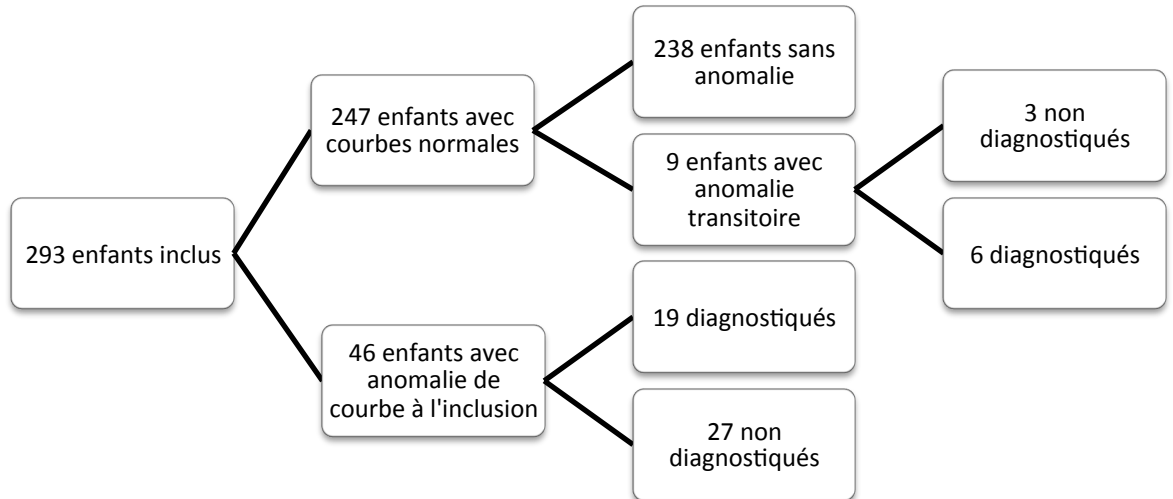 293 enfants inclus
247 enfants avec
courbes normales
238 enfants sans
anomalie
9 enfants avec
anomalie
transitoire
3 non
diagnostiqués
6 diagnostiqués
46 enfants avec
anomalie de
courbe à l'inclusion
19 diagnostiqués
27 non
diagnostiqués